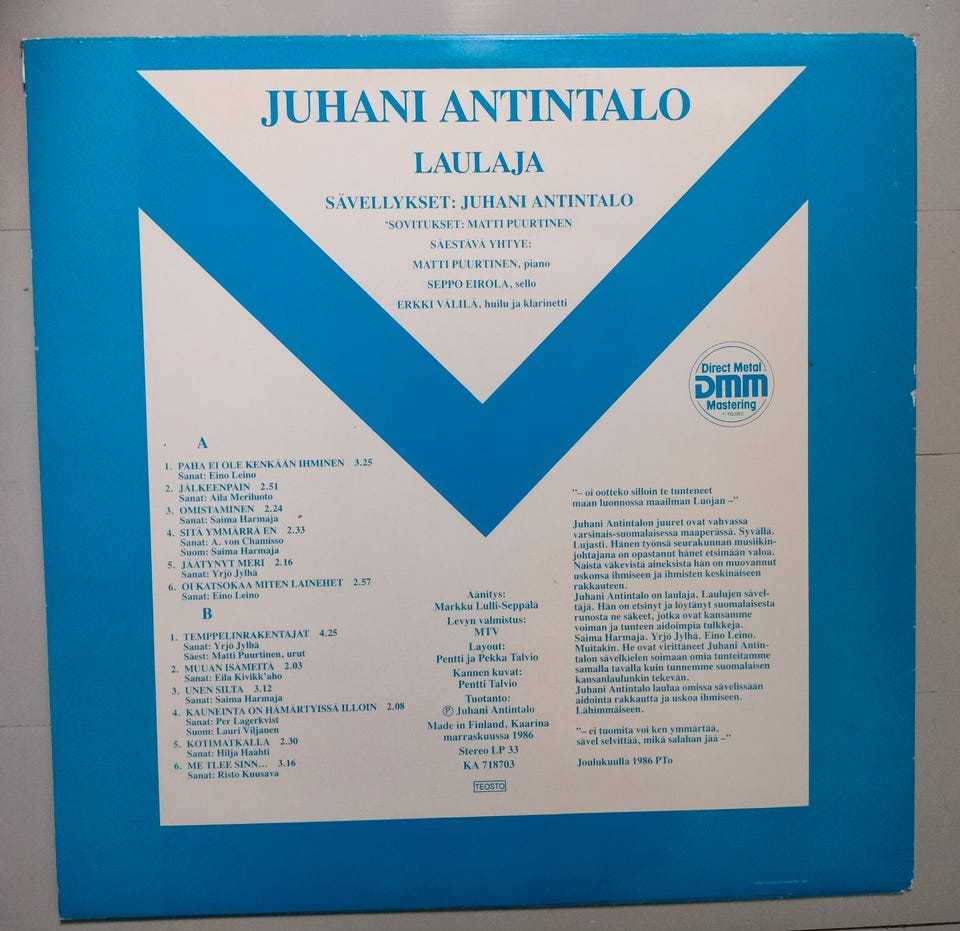 JUHANI ANTINTALO
LAULAJA
SÄVELLYKSET: JUHANI ANTINTALO
SOVITUKSET: MATTI PUURTINEN
SÄESTÄVÄ YHTYE:
MATTI PUURTINEN, piano
SEPPO EIROLA, sello
ERKKI VÄLILÄ, huilu ja klarinetti
Direct Metal
DMM
Mastering
TELDEC
A
1. PAHA EI OLE KENKÄÄN IHMINEN 3.25
Sanat: Eino Leino
2. JÄLKEENPÄIN 2.51
Sanat: Aila Meriluoto
3. OMISTAMINEN 2.24
Sanat: Saima Harmaja
4. SITÄ YMMÄRRÄ EN 2.33
Sanat: A. von Chamisso
Suom: Saima Harmaja
5. JÄÄTYNYT MERI 2.16
Sanat: Yrjö Jylhä
6. OI KATSOKAA MITEN LAINEHET 2.57
Sanat: Eino Leino
B
1. TEMPPELINRAKENTAJAT 4.25
Sanat: Yrjö Jylhä
Säest: Matti Puurtinen, urut
2. MUUAN ISÄMEITÄ 2.03
Sanat: Eila Kivikk'aho
3. UNEN SILTA 3.12
Sanat: Saima Harmaja
4. KAUNEINTA ON HÄMÄRTYISSÄ ILLOIN 2.08
Sanat: Per Lagerkvist
Suom: Lauri Viljanen
5. KOTIMATKALLA 2.30
Sanat: Hilja Haahti
6. ME TLEE SINN... 3.16
Sanat: Risto Kuusava
Äänitys:
Markku Lulli-Seppälä
Levyn valmistus:
MTV
Layout:
Pentti ja Pekka Talvio
Kannen kuvat:
Pentti Talvio
Tuotanto:
Ⓟ Juhani Antintalo
Made in Finland, Kaarina
marraskuussa 1986
Stereo LP 33
KA 718703
TEOSTO
"– oi ootteko silloin te tunteneet
maan luonnossa maailman Luojan –"
Juhani Antintalon juuret ovat vahvassa
varsinais-suomalaisessa maaperässä. Syvällä.
Lujasti. Hänen työnsä seurakunnan musiikin-
johtajana on opastanut hänet etsimään valoa.
Näistä väkevistä aineksista hän on muovannut
uskonsa ihmiseen ja ihmisten keskinäiseen
rakkauteen.
Juhani Antintalo on laulaja. Laulujen sävel-
täjä. Hän on etsinyt ja löytänyt suomalaisesta
runosta ne säkeet, jotka ovat kansamme
voiman ja tunteen aidoimpia tulkkeja.
Saima Harmaja. Yrjö Jylhä. Eino Leino.
Muitakin. He ovat virittäneet Juhani Antin-
talon sävelkielen soimaan omia tunteitamme
samalla tavalla kuin tunnemme suomalaisen
kansanlaulunkin tekevän.
Juhani Antintalo laulaa omissa sävelissään
aidointa rakkautta ja uskoa ihmiseen.
Lähimmäiseen.
"– ei tuomita voi ken ymmärtää,
sävel selvittää, mikä salahan jää –"
Joulukuulla 1986 PTo